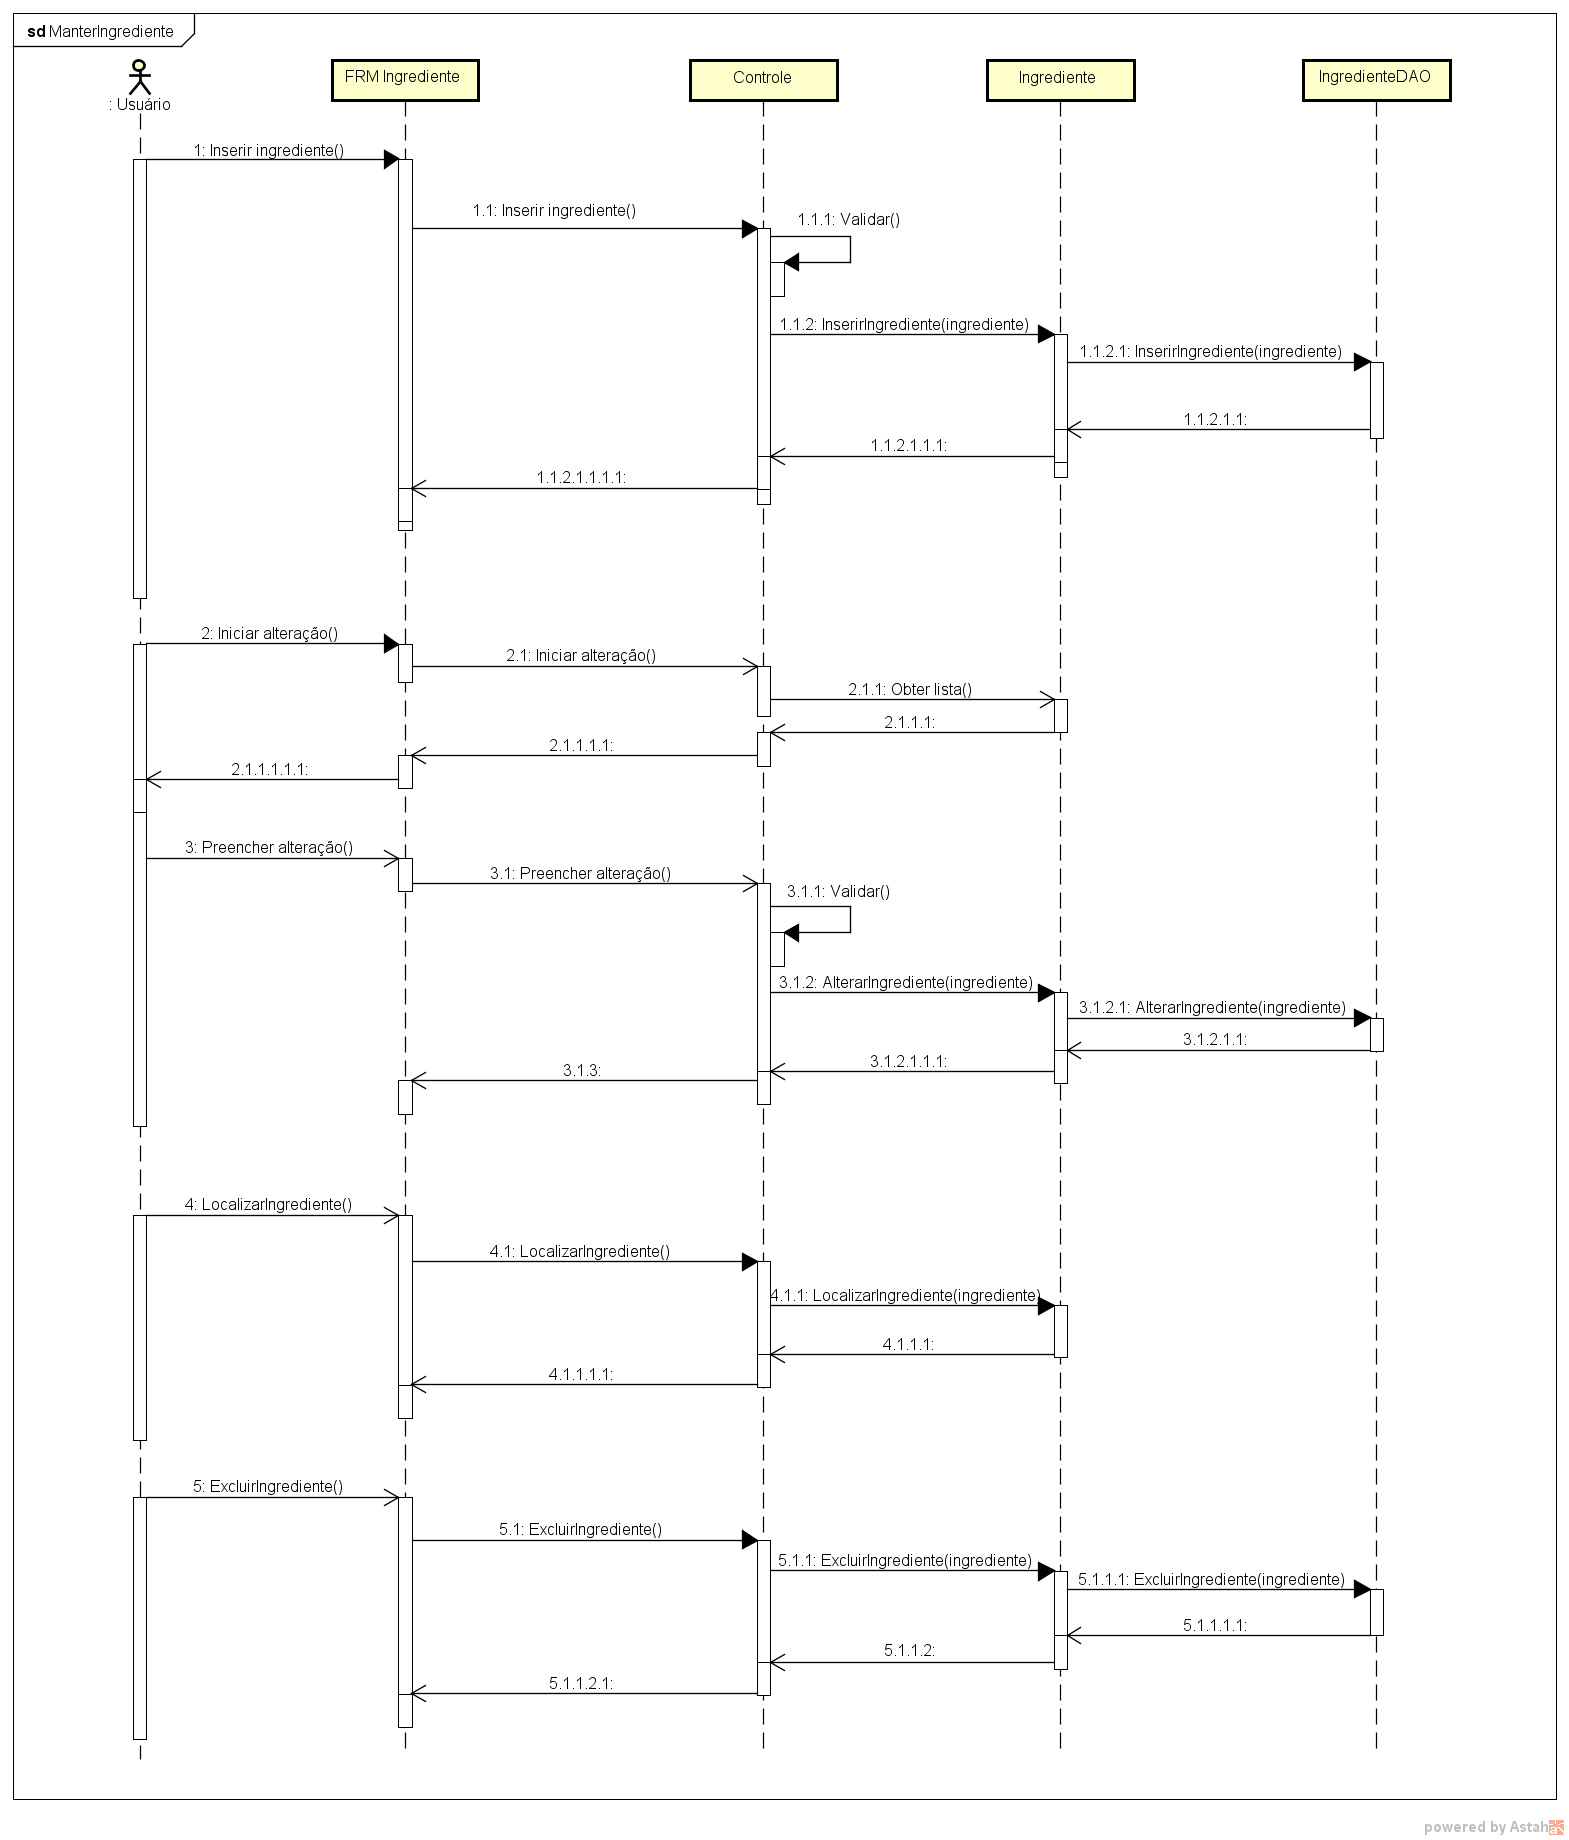 sd ManterIngrediente
: Usuário
FRM Ingrediente
Controle
Ingrediente
IngredienteDAO
1: Inserir ingrediente()
1.1: Inserir ingrediente()
1.1.1: Validar()
1.1.2: InserirIngrediente(ingrediente)
1.1.2.1: InserirIngrediente(ingrediente)
1.1.2.1.1:
1.1.2.1.1.1:
1.1.2.1.1.1.1:
2: Iniciar alteração()
2.1: Iniciar alteração()
2.1.1: Obter lista()
2.1.1.1:
2.1.1.1.1:
2.1.1.1.1.1:
3: Preencher alteração()
3.1: Preencher alteração()
3.1.1: Validar()
3.1.2: AlterarIngrediente(ingrediente)
3.1.2.1: AlterarIngrediente(ingrediente)
3.1.2.1.1:
3.1.2.1.1.1:
3.1.3:
4: LocalizarIngrediente()
4.1: LocalizarIngrediente()
4.1.1: LocalizarIngrediente(ingrediente)
4.1.1.1:
4.1.1.1.1:
5: ExcluirIngrediente()
5.1: ExcluirIngrediente()
5.1.1: ExcluirIngrediente(ingrediente)
5.1.1.1: ExcluirIngrediente(ingrediente)
5.1.1.1.1:
5.1.1.2:
5.1.1.2.1:
powered by Astah